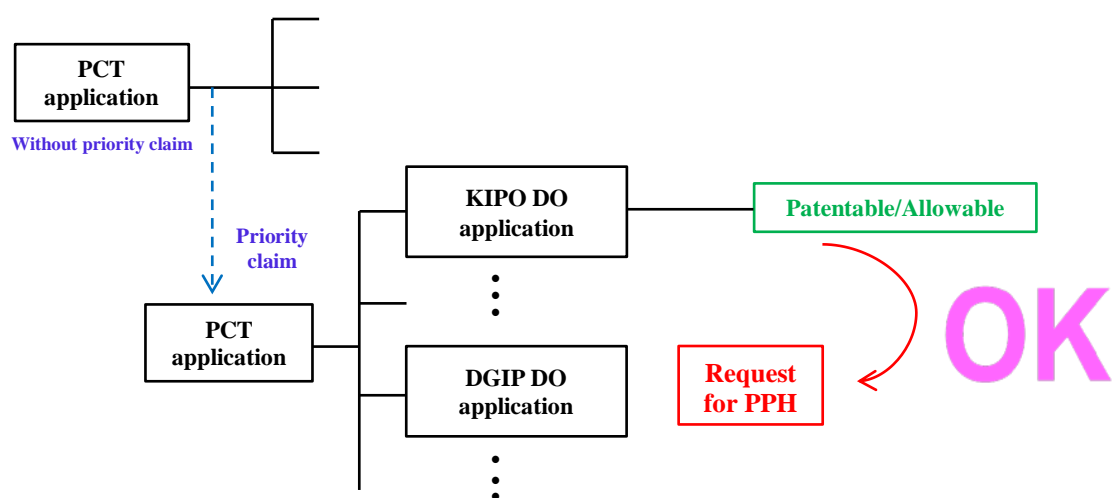 PCT
application
Without priority claim
KIPO DO
application
Patentable/Allowable
Priority
claim
OK
PCT
application
DGIP DO
application
Request
for PPH